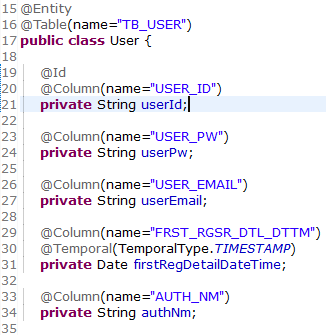 15 @Entity
16 @Table(name="TB_USER")
17 public class User {
18
19 @Id
20 @Column(name="USER_ID")
21 private String userId;
22
23 @Column(name="USER_PW")
24 private String userPw;
25
26 @Column(name="USER_EMAIL")
27 private String userEmail;
28
29 @Column(name="FRST_RGSR_DTL_DTTM")
30 @Temporal(TemporalType.TIMESTAMP)
31 private Date firstRegDetailDateTime;
32
33 @Column(name="AUTH_NM")
34 private String authNm;
35